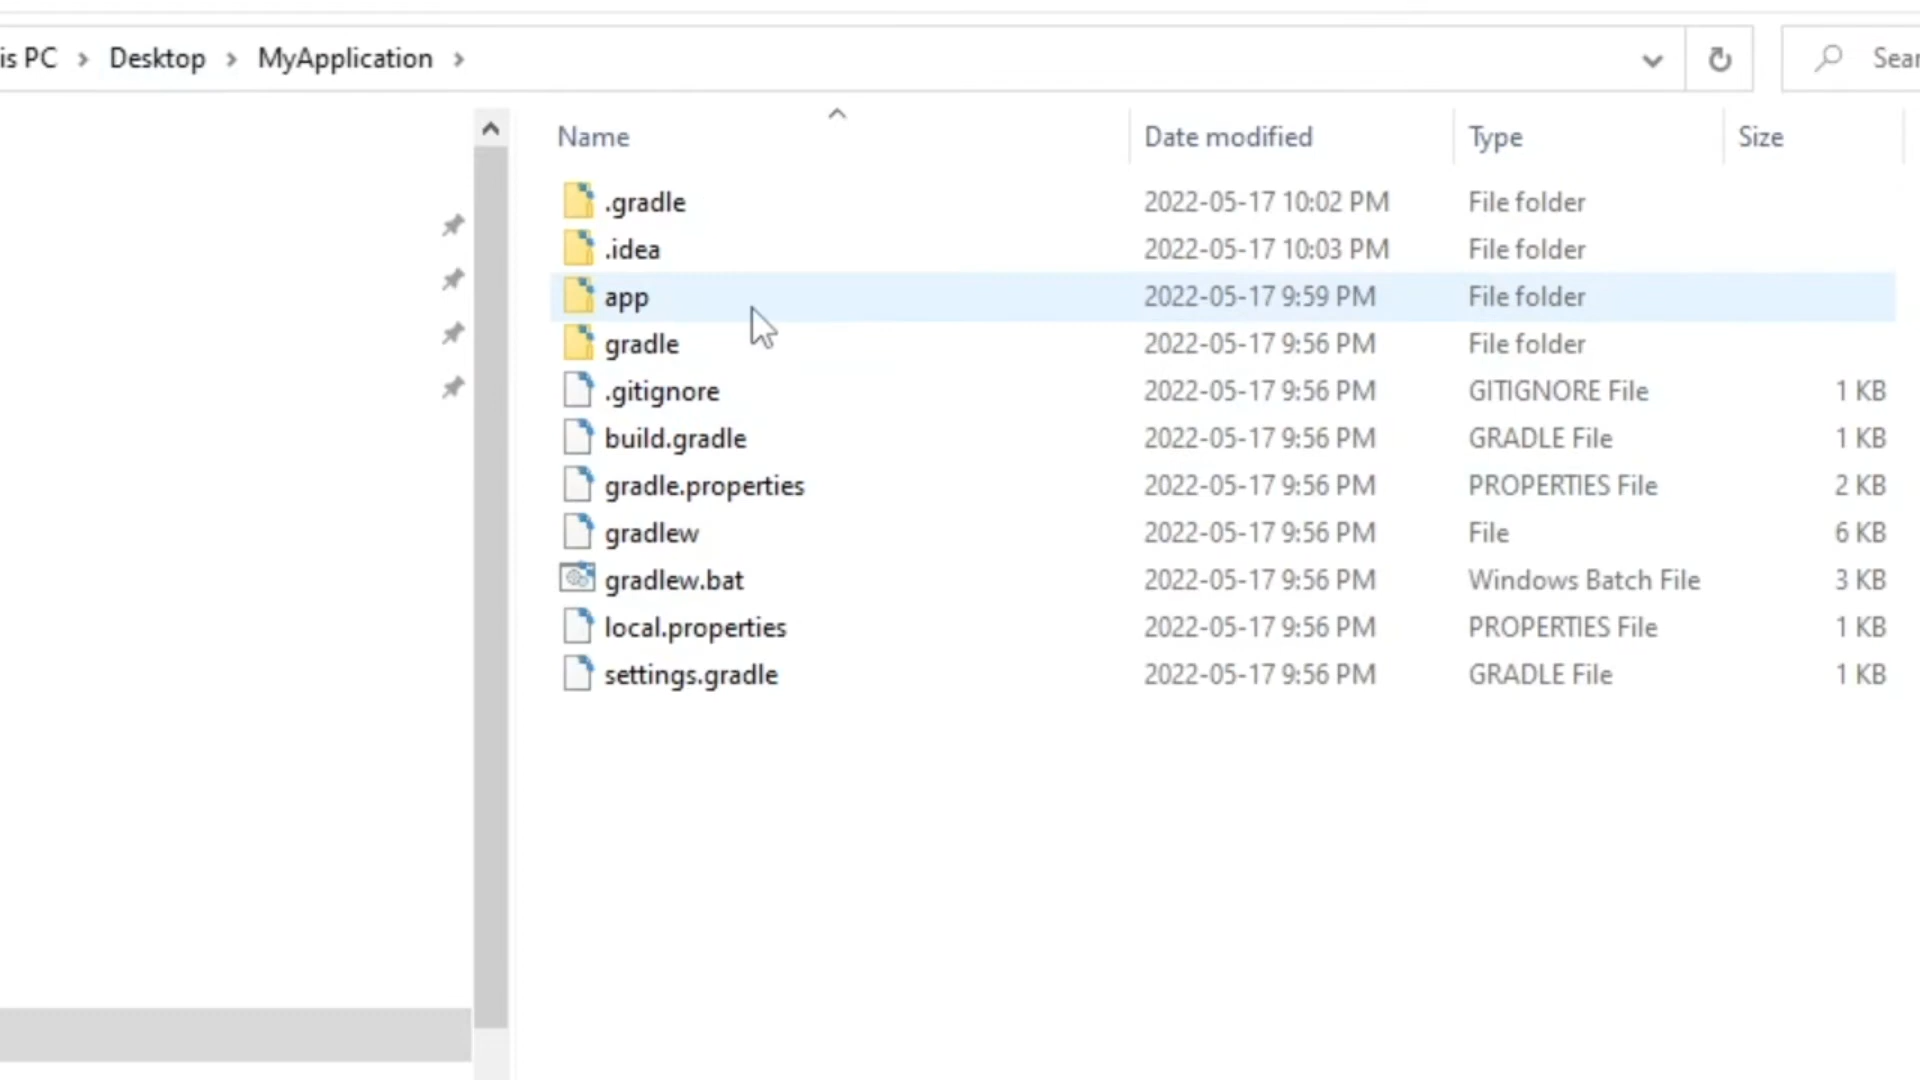 is PC > Desktop > MyApplication >
Name Date modified Type Size
.gradle 2022-05-17 10:02 PM File folder
.idea 2022-05-17 10:03 PM File folder
app 2022-05-17 9:59 PM File folder
gradle 2022-05-17 9:56 PM File folder
.gitignore 2022-05-17 9:56 PM GITIGNORE File 1 KB
build.gradle 2022-05-17 9:56 PM GRADLE File 1 KB
gradle.properties 2022-05-17 9:56 PM PROPERTIES File 2 KB
gradlew 2022-05-17 9:56 PM File 6 KB
gradlew.bat 2022-05-17 9:56 PM Windows Batch File 3 KB
local.properties 2022-05-17 9:56 PM PROPERTIES File 1 KB
settings.gradle 2022-05-17 9:56 PM GRADLE File 1 KB